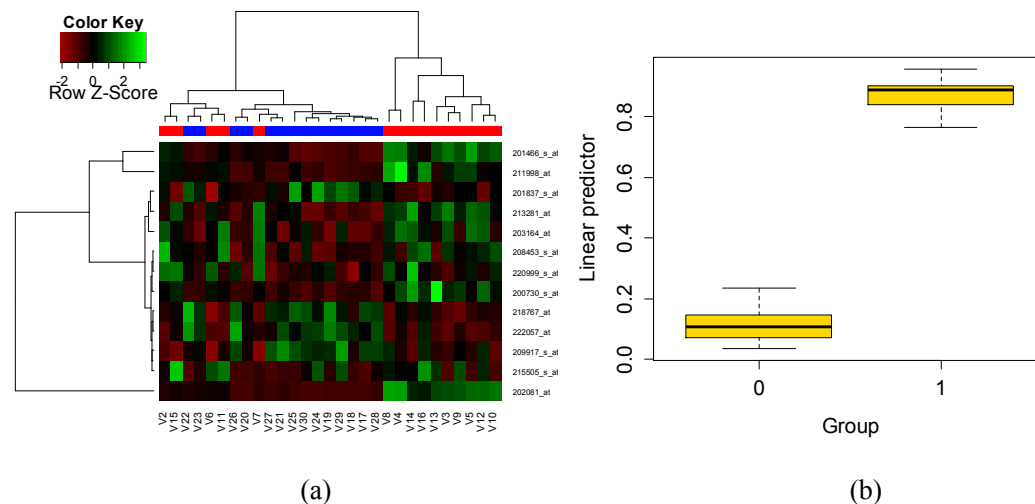 Color Key
-2 0 2
Row Z-Score
201466_s_at
211998_at
201837_s_at
213281_at
203164_at
208453_s_at
220999_s_at
200730_s_at
218767_at
222057_at
209917_s_at
215505_s_at
202081_at
V2
V15
V22
V23
V6
V11
V26
V20
V7
V27
V21
V25
V30
V24
V19
V29
V18
V17
V28
V8
V4
V14
V16
V13
V3
V9
V5
V12
V10
(a)
Linear predictor
0.8
0.6
0.4
0.2
0.0
0 1
Group
(b)